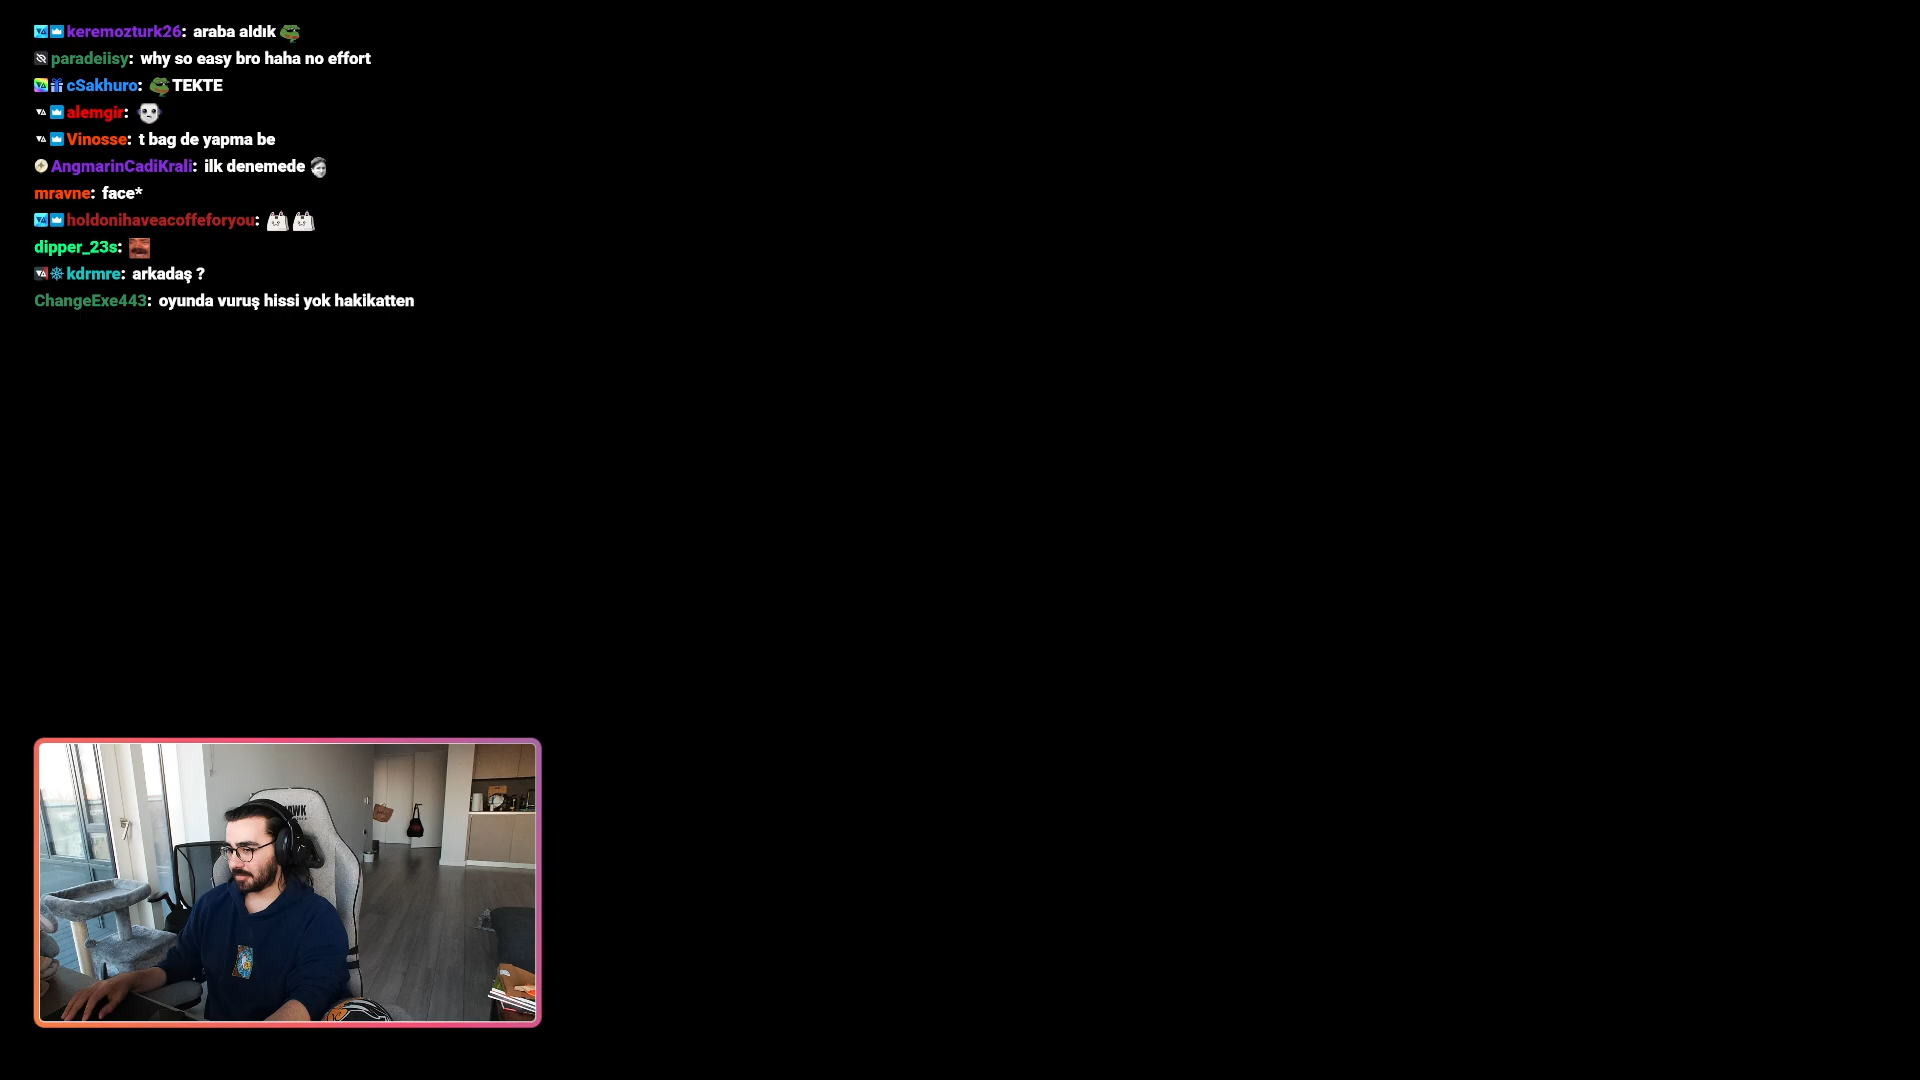 keremozturk26: araba aldık
paradeiisy: why so easy bro haha no effort
cSakhuro: TEKTE
alemgir:
Vinosse: t bag de yapma be
AngmarinCadiKrali: ilk denemede
mravne: face*
holdonihaveacoffeforyou:
dipper_23s:
kdrmre: arkadaş ?
ChangeExe443: oyunda vuruş hissi yok hakikatten